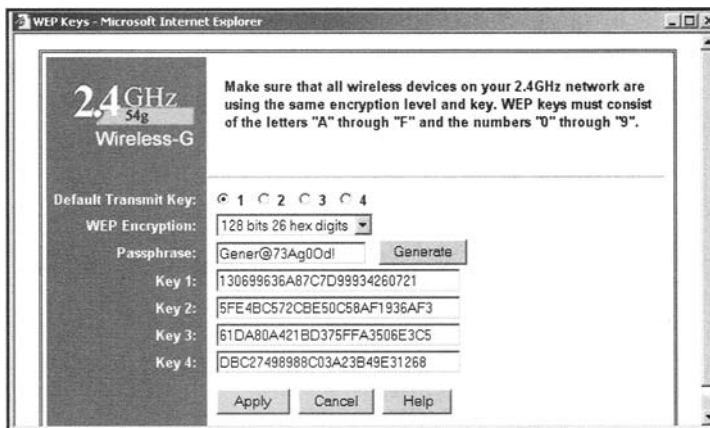 WEP Keys - Microsoft Internet Explorer
2.4 GHz
54g
Wireless-G
Make sure that all wireless devices on your 2.4GHz network are
using the same encryption level and key. WEP keys must consist
of the letters "A" through "F" and the numbers "0" through "9".
Default Transmit Key: 1 2 3 4
WEP Encryption: 128 bits 26 hex digits
Passphrase: Gener@73Ag0Od! Generate
Key 1: 130699636A87C7D99934260721
Key 2: 5FE4BC572CBE50C58AF1936AF3
Key 3: 61DA80A421BD375FFA3506E3C5
Key 4: DBC27498988C03A23B49E31268
Apply Cancel Help